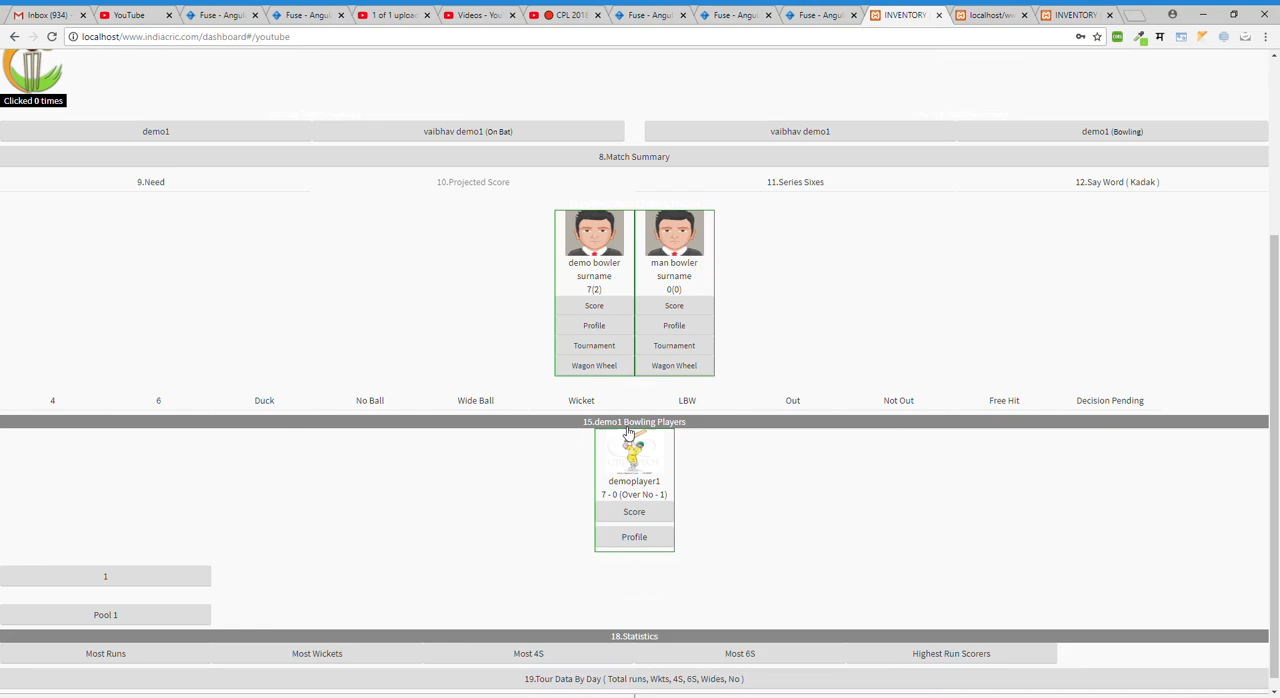 Inbox (934)
YouTube
Fuse - Angul
Fuse - Angul
1 of 1 upload
Videos - You
CPL 2018
Fuse - Angul
Fuse - Angul
Fuse - Angul
INVENTORY
localhost/ww
INVENTORY
localhost/www.indiacric.com/dashboard#/youtube
Clicked 0 times
demo1
vaibhav demo1 (On Bat)
vaibhav demo1
demo1 (Bowling)
8.Match Summary
9.Need
10.Projected Score
11.Series Sixes
12.Say Word ( Kadak )
demo bowler
surname
7(2)
Score
Profile
Tournament
Wagon Wheel
man bowler
surname
0(0)
Score
Profile
Tournament
Wagon Wheel
4
6
Duck
No Ball
Wide Ball
Wicket
LBW
Out
Not Out
Free Hit
Decision Pending
15.demo1 Bowling Players
demoplayer1
7 - 0 (Over No - 1)
Score
Profile
1
Pool 1
18.Statistics
Most Runs
Most Wickets
Most 4S
Most 6S
Highest Run Scorers
19.Tour Data By Day ( Total runs, Wkts, 4S, 6S, Wides, No )